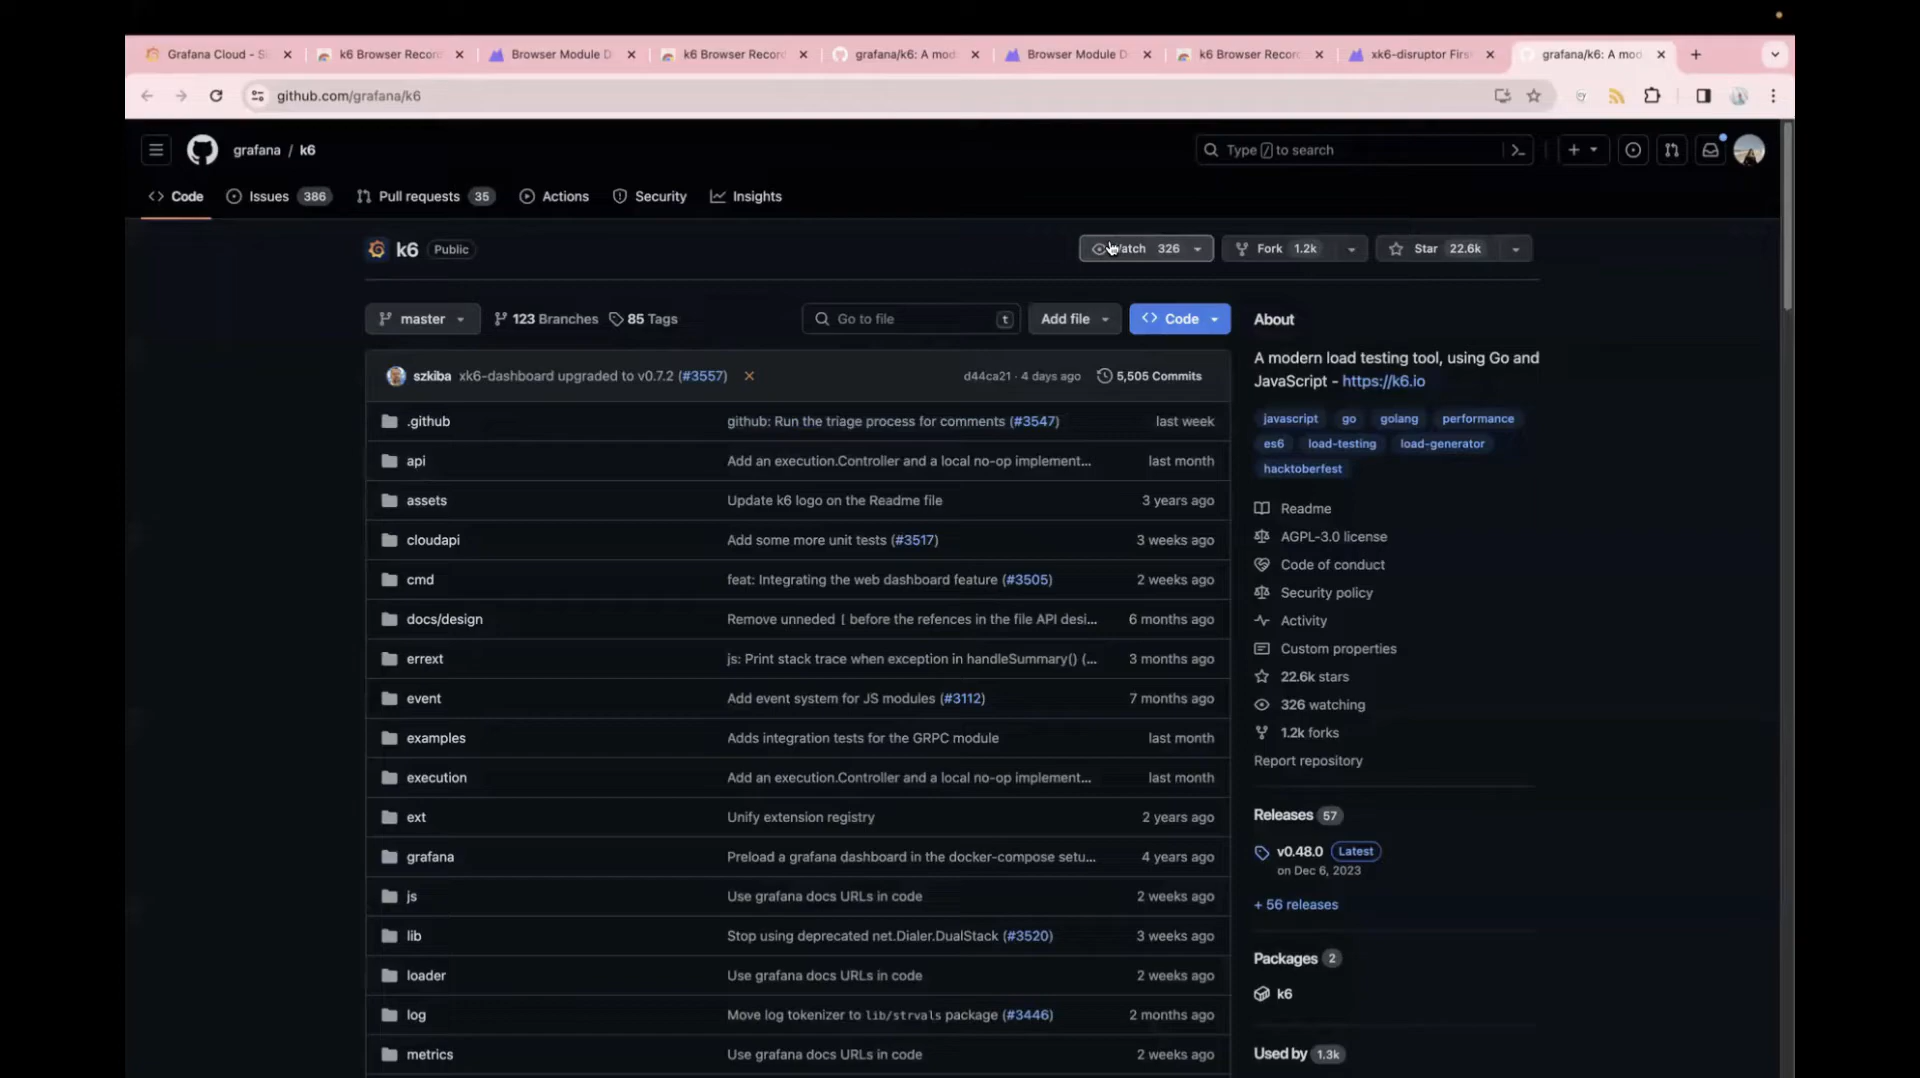 Grafana Cloud - S
k6 Browser Record
Browser Module D
k6 Browser Record
grafana/k6: A mod
Browser Module D
k6 Browser Record
xk6-disruptor Firs
grafana/k6: A mod
github.com/grafana/k6
grafana / k6
Type / to search
Code
Issues 386
Pull requests 35
Actions
Security
Insights
k6 Public
326
Fork 1.2k
Star 22.6k
master
123 Branches
85 Tags
Go to file t
Add file
Code
szkiba xk6-dashboard upgraded to v0.7.2 (#3557)
d44ca21 · 4 days ago
5,505 Commits
.github github: Run the triage process for comments (#3547) last week
api Add an execution.Controller and a local no-op implement... last month
assets Update k6 logo on the Readme file 3 years ago
cloudapi Add some more unit tests (#3517) 3 weeks ago
cmd feat: Integrating the web dashboard feature (#3505) 2 weeks ago
docs/design Remove unneded [ before the refences in the file API desi... 6 months ago
errext js: Print stack trace when exception in handleSummary() (... 3 months ago
event Add event system for JS modules (#3112) 7 months ago
examples Adds integration tests for the GRPC module last month
execution Add an execution.Controller and a local no-op implement... last month
ext Unify extension registry 2 years ago
grafana Preload a grafana dashboard in the docker-compose setu... 4 years ago
js Use grafana docs URLs in code 2 weeks ago
lib Stop using deprecated net.Dialer.DualStack (#3520) 3 weeks ago
loader Use grafana docs URLs in code 2 weeks ago
log Move log tokenizer to lib/strvals package (#3446) 2 months ago
metrics Use grafana docs URLs in code 2 weeks ago
About
A modern load testing tool, using Go and
JavaScript - https://k6.io
javascript go golang performance
es6 load-testing load-generator
hacktoberfest
Readme
AGPL-3.0 license
Code of conduct
Security policy
Activity
Custom properties
22.6k stars
326 watching
1.2k forks
Report repository
Releases 57
v0.48.0 Latest
on Dec 6, 2023
+ 56 releases
Packages 2
k6
Used by 1.3k